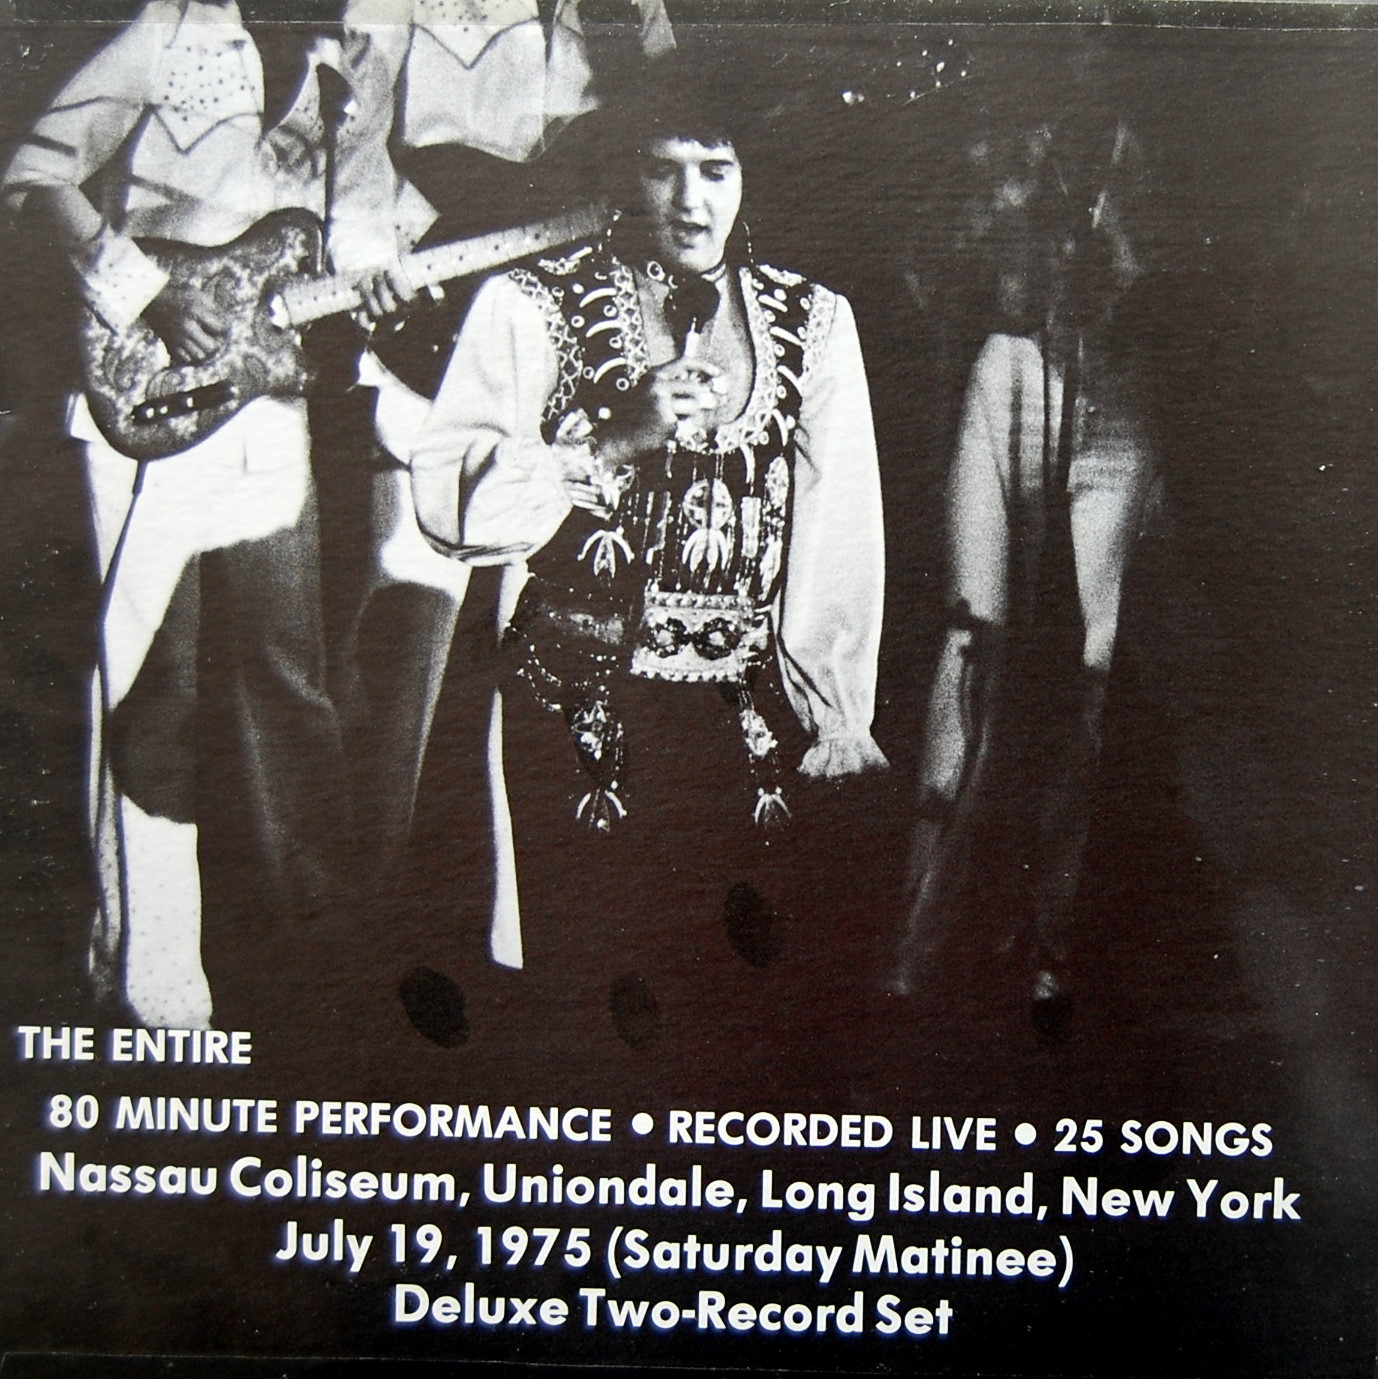 THE ENTIRE
80 MINUTE PERFORMANCE • RECORDED LIVE • 25 SONGS
Nassau Coliseum, Uniondale, Long Island, New York
July 19, 1975 (Saturday Matinee)
Deluxe Two-Record Set